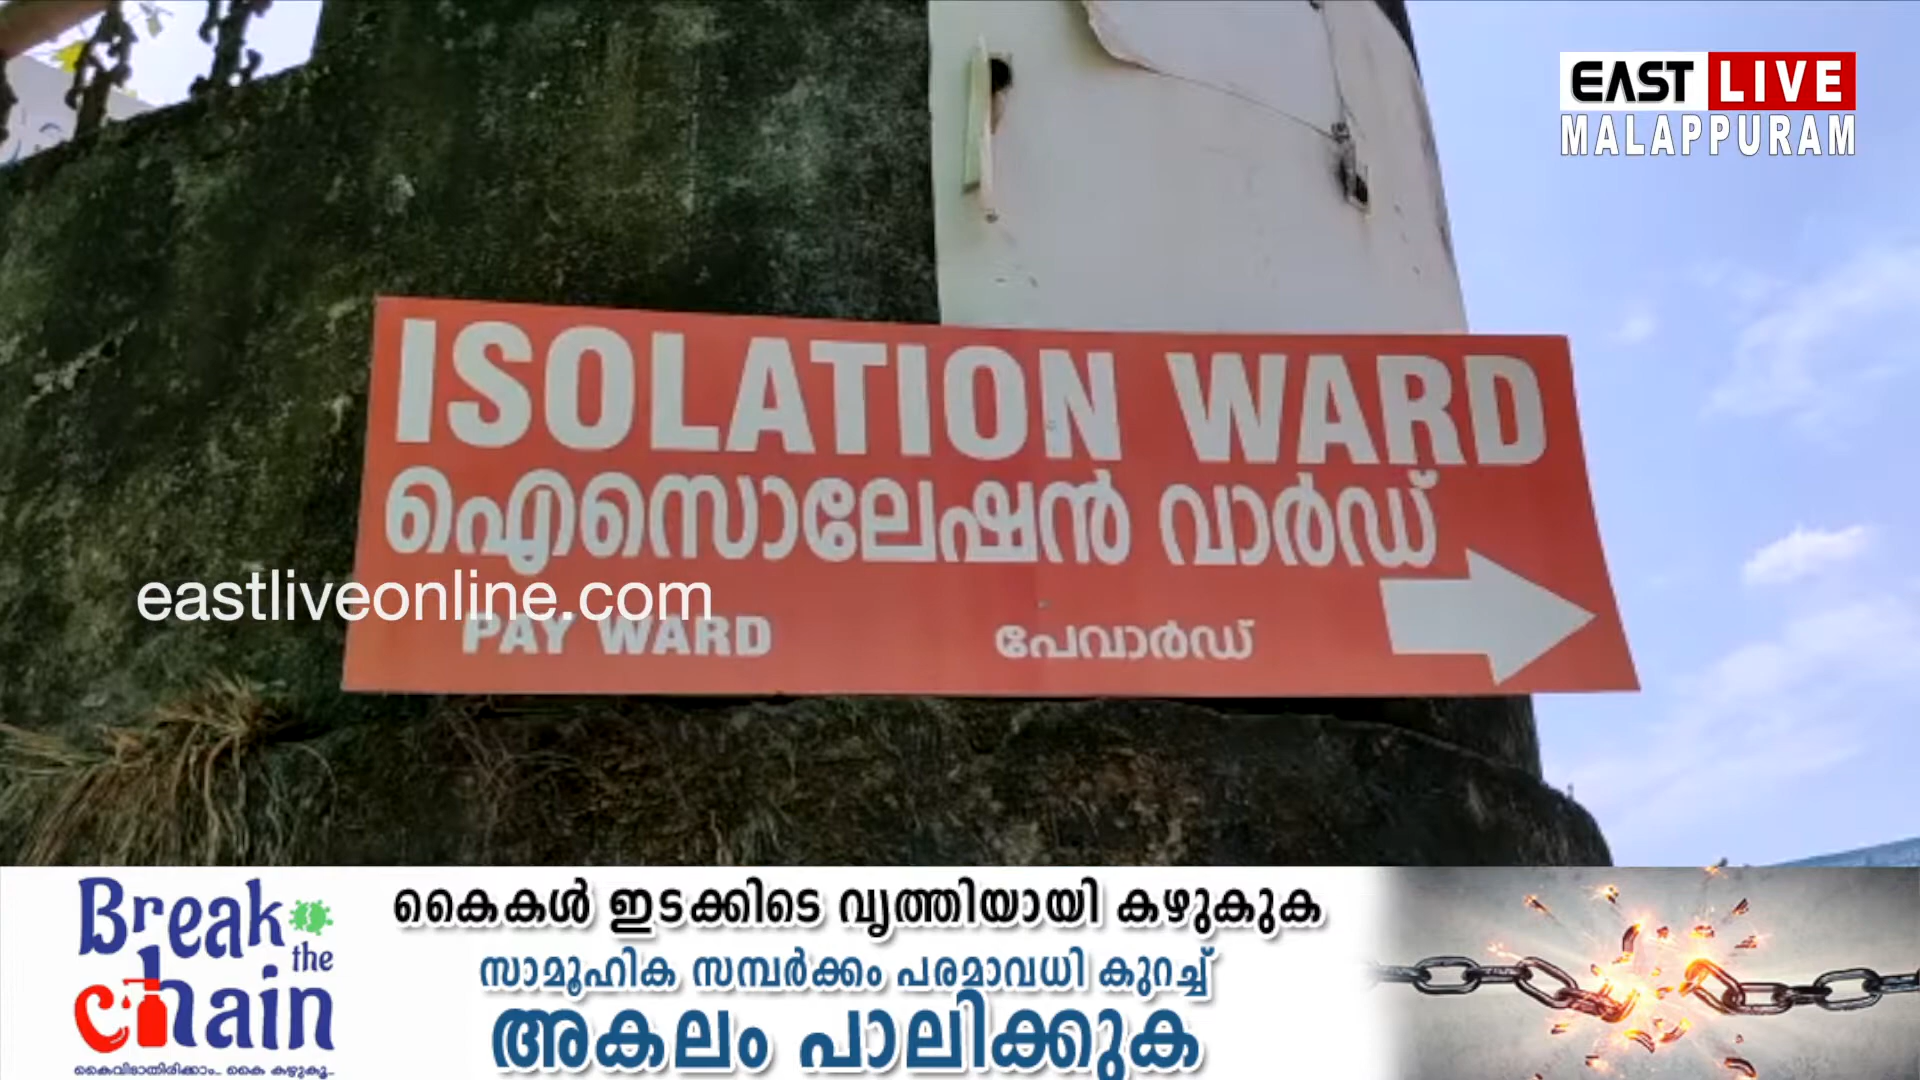 EAST LIVE
MALAPPURAM
ISOLATION WARD
ഐസൊലേഷൻ വാർഡ്
eastliveonline.com
PAY WARD പേവാർഡ്
Break the chain
കൈവിടാതിരിക്കാം.. കൈ കഴുകൂ..
കൈകൾ ഇടക്കിടെ വൃത്തിയായി കഴുകുക
സാമൂഹിക സമ്പർക്കം പരമാവധി കുറച്ച്
അകലം പാലിക്കുക